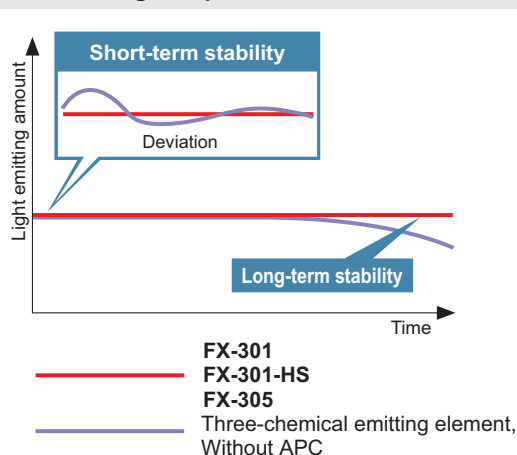 Short-term stability
Deviation
Light emitting amount
Long-term stability
Time
FX-301
FX-301-HS
FX-305
Three-chemical emitting element,
Without APC